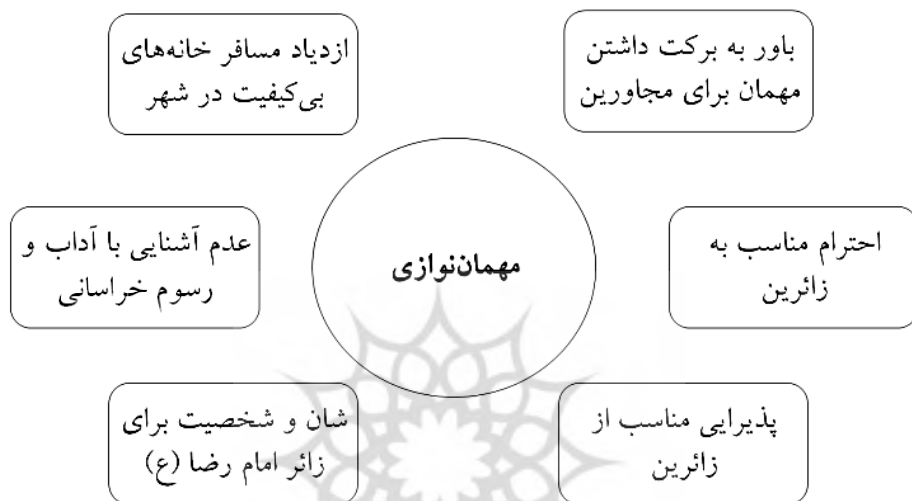 باور به برکت داشتن
مهمان برای مجاورین
ازدیاد مسافر خانه‌های
بی‌کیفیت در شهر
احترام مناسب به
زائرین
مهمان‌نوازی
عدم آشنایی با آداب و
رسوم خراسانی
پذیرایی مناسب از
زائرین
شان و شخصیت برای
زائر امام رضا (ع)